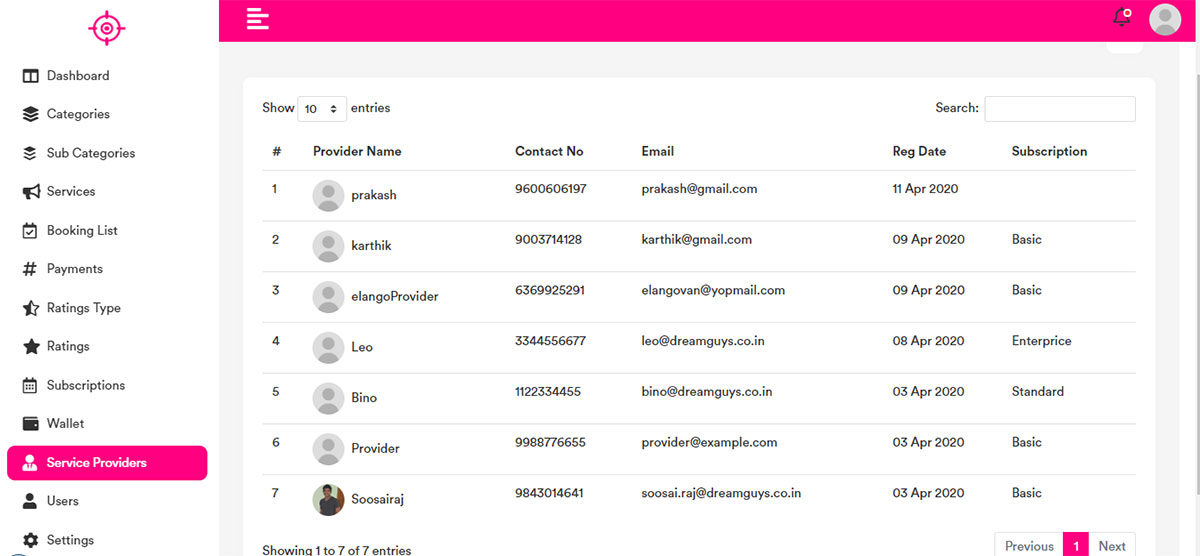 Dashboard
Categories
Sub Categories
Services
Booking List
Payments
Ratings Type
Ratings
Subscriptions
Wallet
Service Providers
Users
Settings
Show 10 entries Search:
# Provider Name Contact No Email Reg Date Subscription
1 prakash 9600606197 prakash@gmail.com 11 Apr 2020
2 karthik 9003714128 karthik@gmail.com 09 Apr 2020 Basic
3 elangoProvider 6369925291 elangovan@yopmail.com 09 Apr 2020 Basic
4 Leo 3344556677 leo@dreamguys.co.in 08 Apr 2020 Enterprice
5 Bino 1122334455 bino@dreamguys.co.in 03 Apr 2020 Standard
6 Provider 9988776655 provider@example.com 03 Apr 2020 Basic
7 Soosairaj 9843014641 soosai.raj@dreamguys.co.in 03 Apr 2020 Basic
Showing 1 to 7 of 7 entries Previous 1 Next